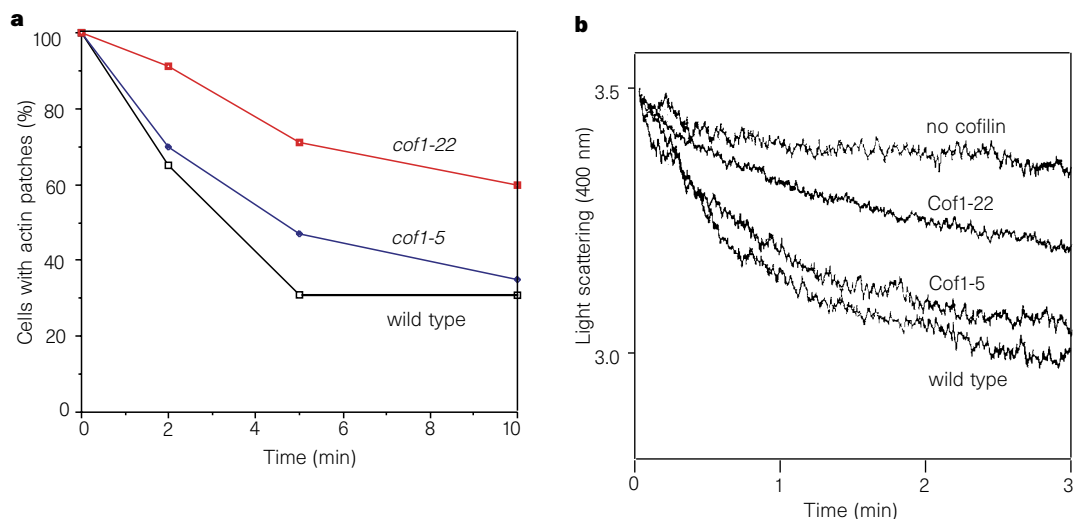 a
Cells with actin patches (%)
100
80
60
40
20
0
cof1-22
cof1-5
wild type
0 2 4 6 8 10
Time (min)
b
Light scattering (400 nm)
3.5
3.0
no cofilin
Cof1-22
Cof1-5
wild type
0 1 2 3
Time (min)